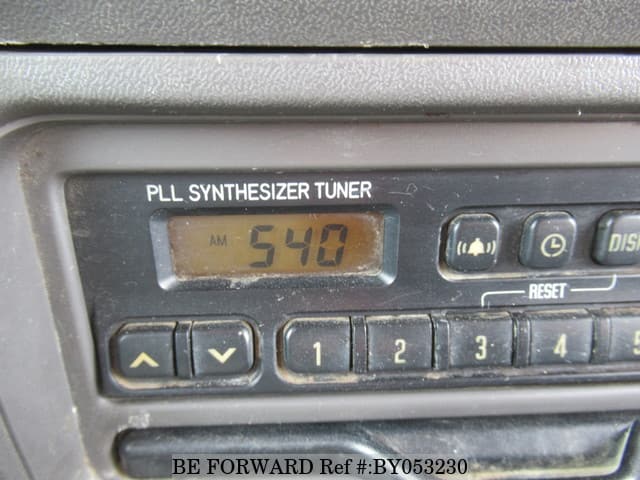 PLL SYNTHESIZER TUNER
AM 540
DISP
RESET
1 2 3 4 5
BE FORWARD Ref #:BY053230